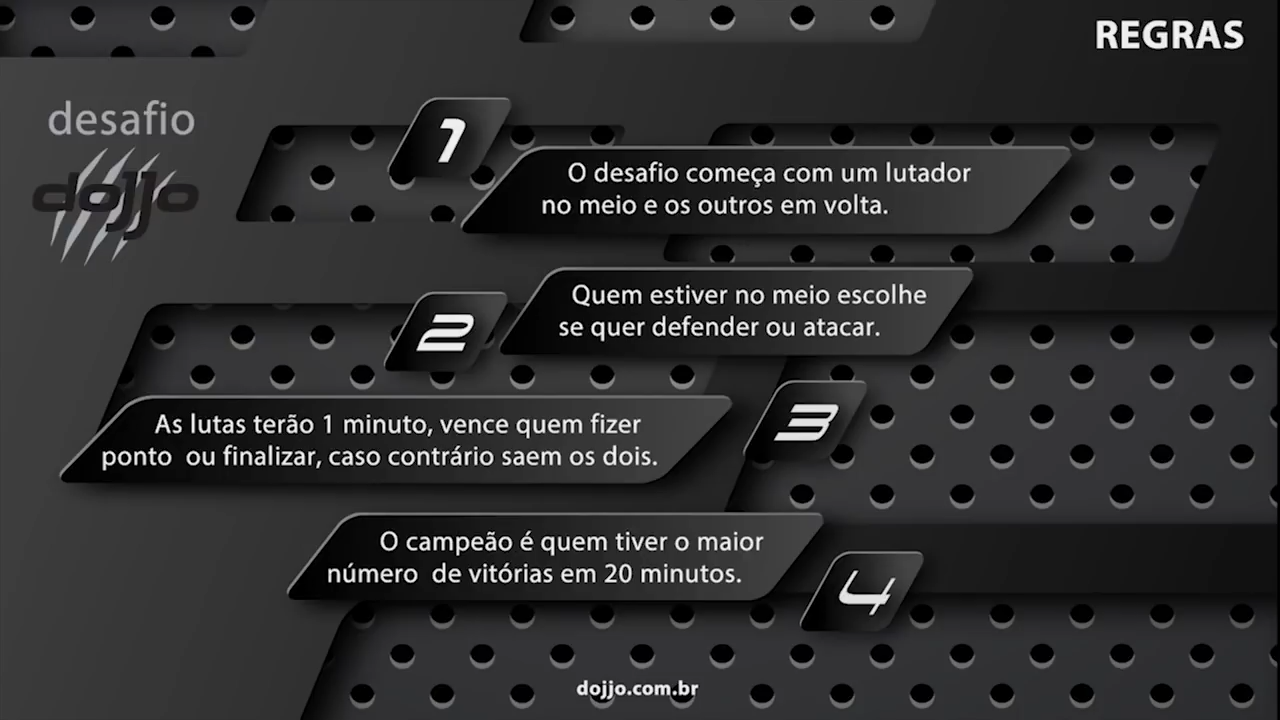 REGRAS
desafio
dojjo
1
O desafio começa com um lutador
no meio e os outros em volta.
2
Quem estiver no meio escolhe
se quer defender ou atacar.
3
As lutas terão 1 minuto, vence quem fizer
ponto ou finalizar, caso contrário saem os dois.
4
O campeão é quem tiver o maior
número de vitórias em 20 minutos.
dojjo.com.br